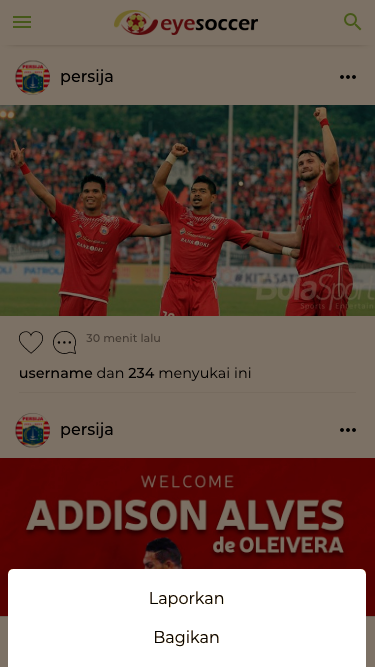 eyesoccer
persija
BolaSport
30 menit lalu
username dan 234 menyukai ini
persija
WELCOME
ADDISON ALVES
de OLEIVERA
Laporkan
Bagikan